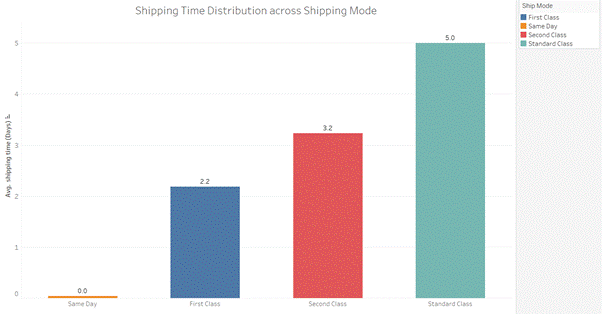 Shipping Time Distribution across Shipping Mode
Ship Mode
First Class
Same Day
Second Class
Standard Class
Avg. shipping time (Days)
5
4
3
2
1
0
0.0
2.2
3.2
5.0
Same Day
First Class
Second Class
Standard Class